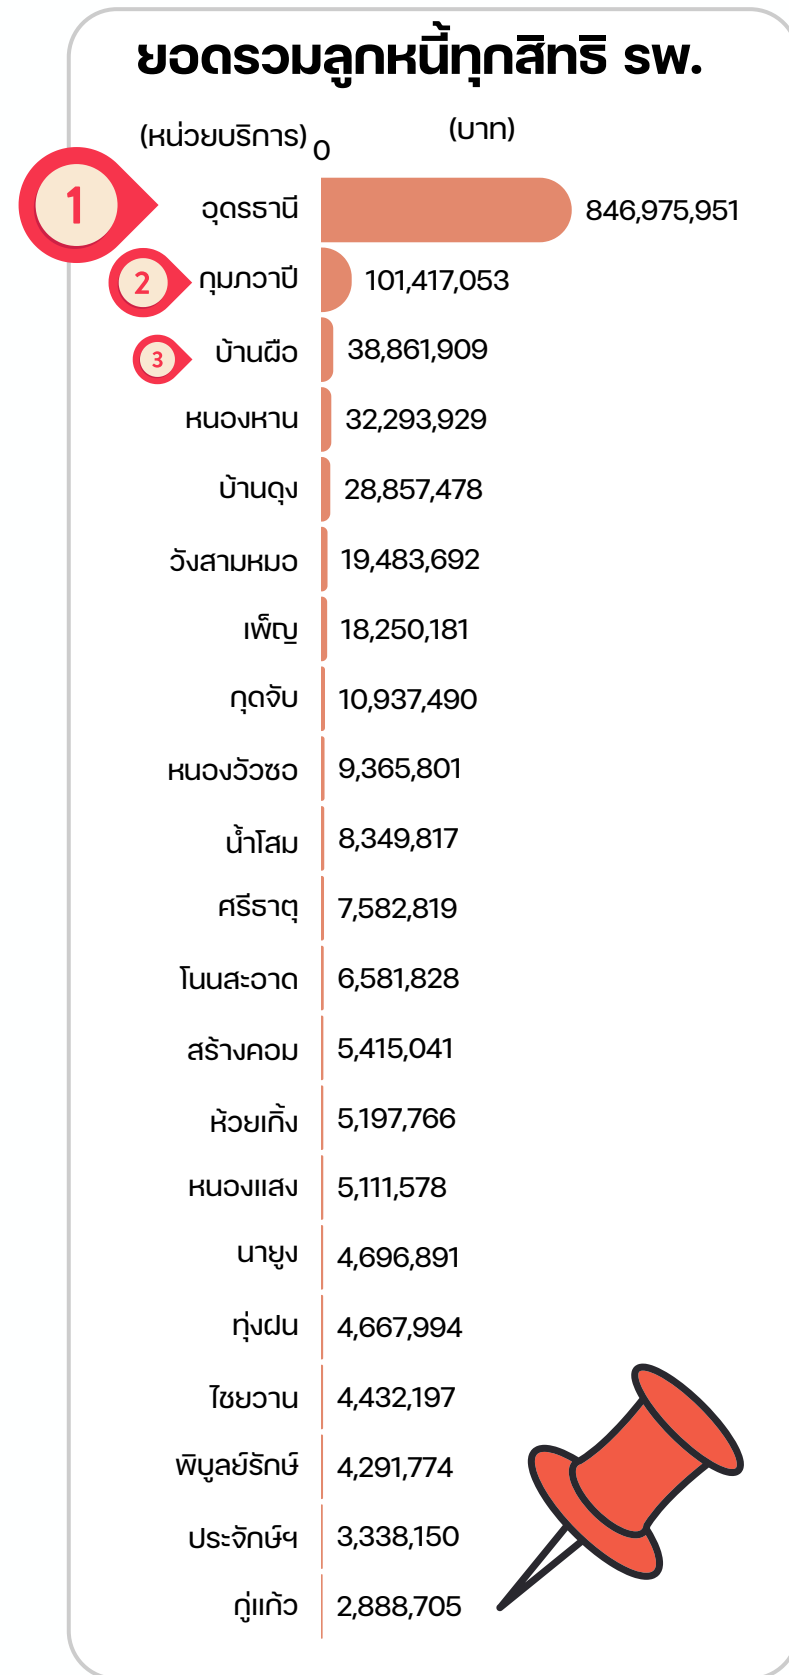 ยอดรวมลูกหนี้ทุกสิทธิ รพ.
(หน่วยบริการ) 0 (บาท)
1 อุดรธานี 846,975,951
2 กุมภวาปี 101,417,053
3 บ้านผือ 38,861,909
หนองหาน 32,293,929
บ้านดุง 28,857,478
วังสามหมอ 19,483,692
เพ็ญ 18,250,181
กุดจับ 10,937,490
หนองวัวซอ 9,365,801
น้ำโสม 8,349,817
ศรีธาตุ 7,582,819
โนนสะอาด 6,581,828
สร้างคอม 5,415,041
ห้วยเกิ้ง 5,197,766
หนองแสง 5,111,578
นายูง 4,696,891
ทุ่งฝน 4,667,994
ไชยวาน 4,432,197
พิบูลย์รักษ์ 4,291,774
ประจักษ์ฯ 3,338,150
กู่แก้ว 2,888,705